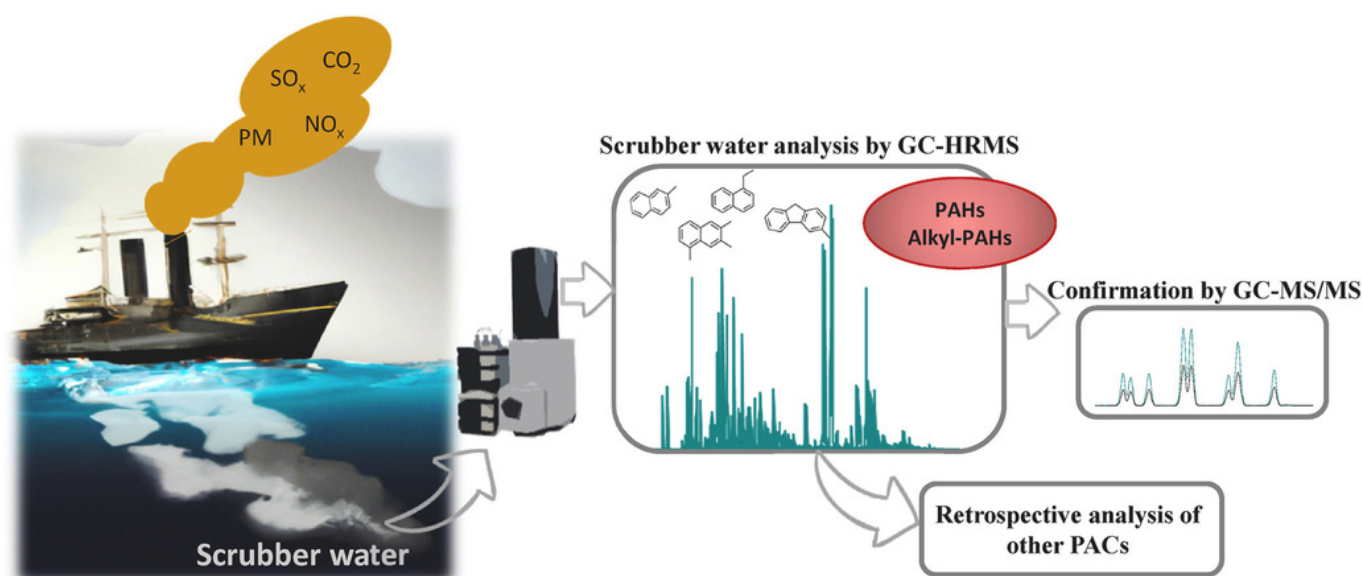 SOₓ
CO₂
PM
NOₓ
Scrubber water
Scrubber water analysis by GC-HRMS
PAHs
Alkyl-PAHs
Confirmation by GC-MS/MS
Retrospective analysis of
other PACs